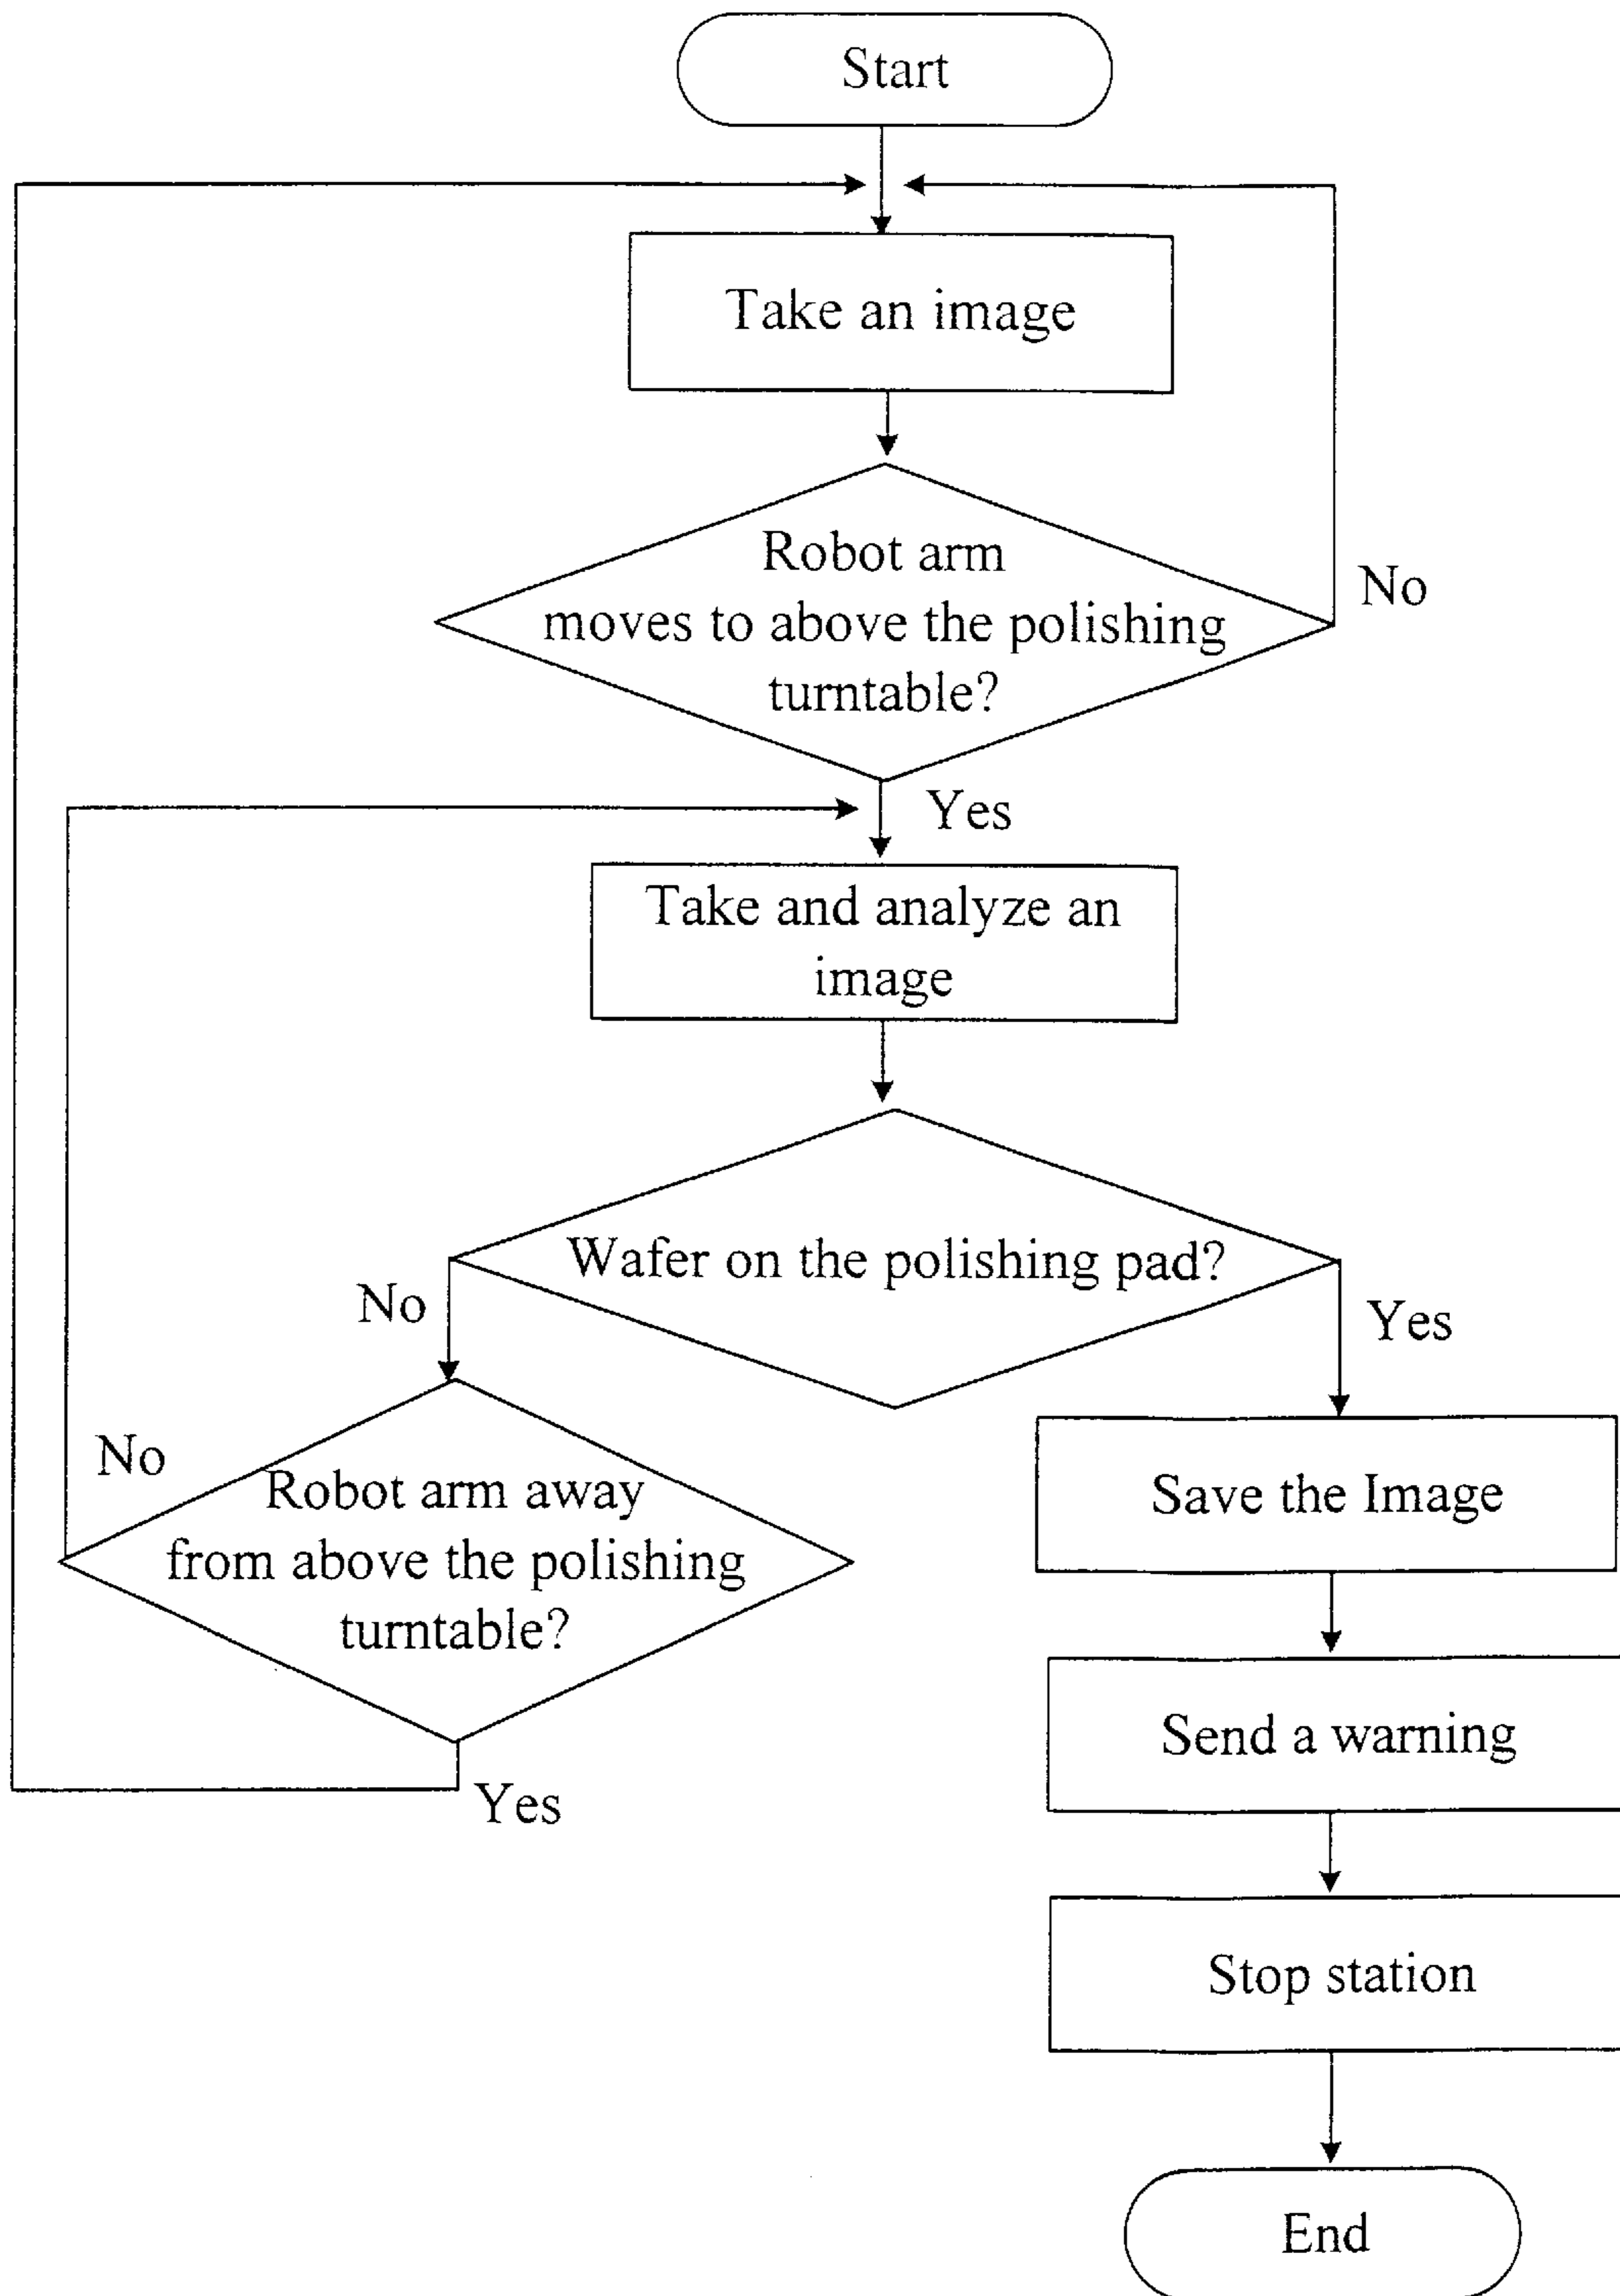 Start
Take an image
Robot arm
moves to above the polishing
turntable?
No
Yes
Take and analyze an
image
Wafer on the polishing pad?
No
Yes
No
Robot arm away
from above the polishing
turntable?
Yes
Save the Image
Send a warning
Stop station
End